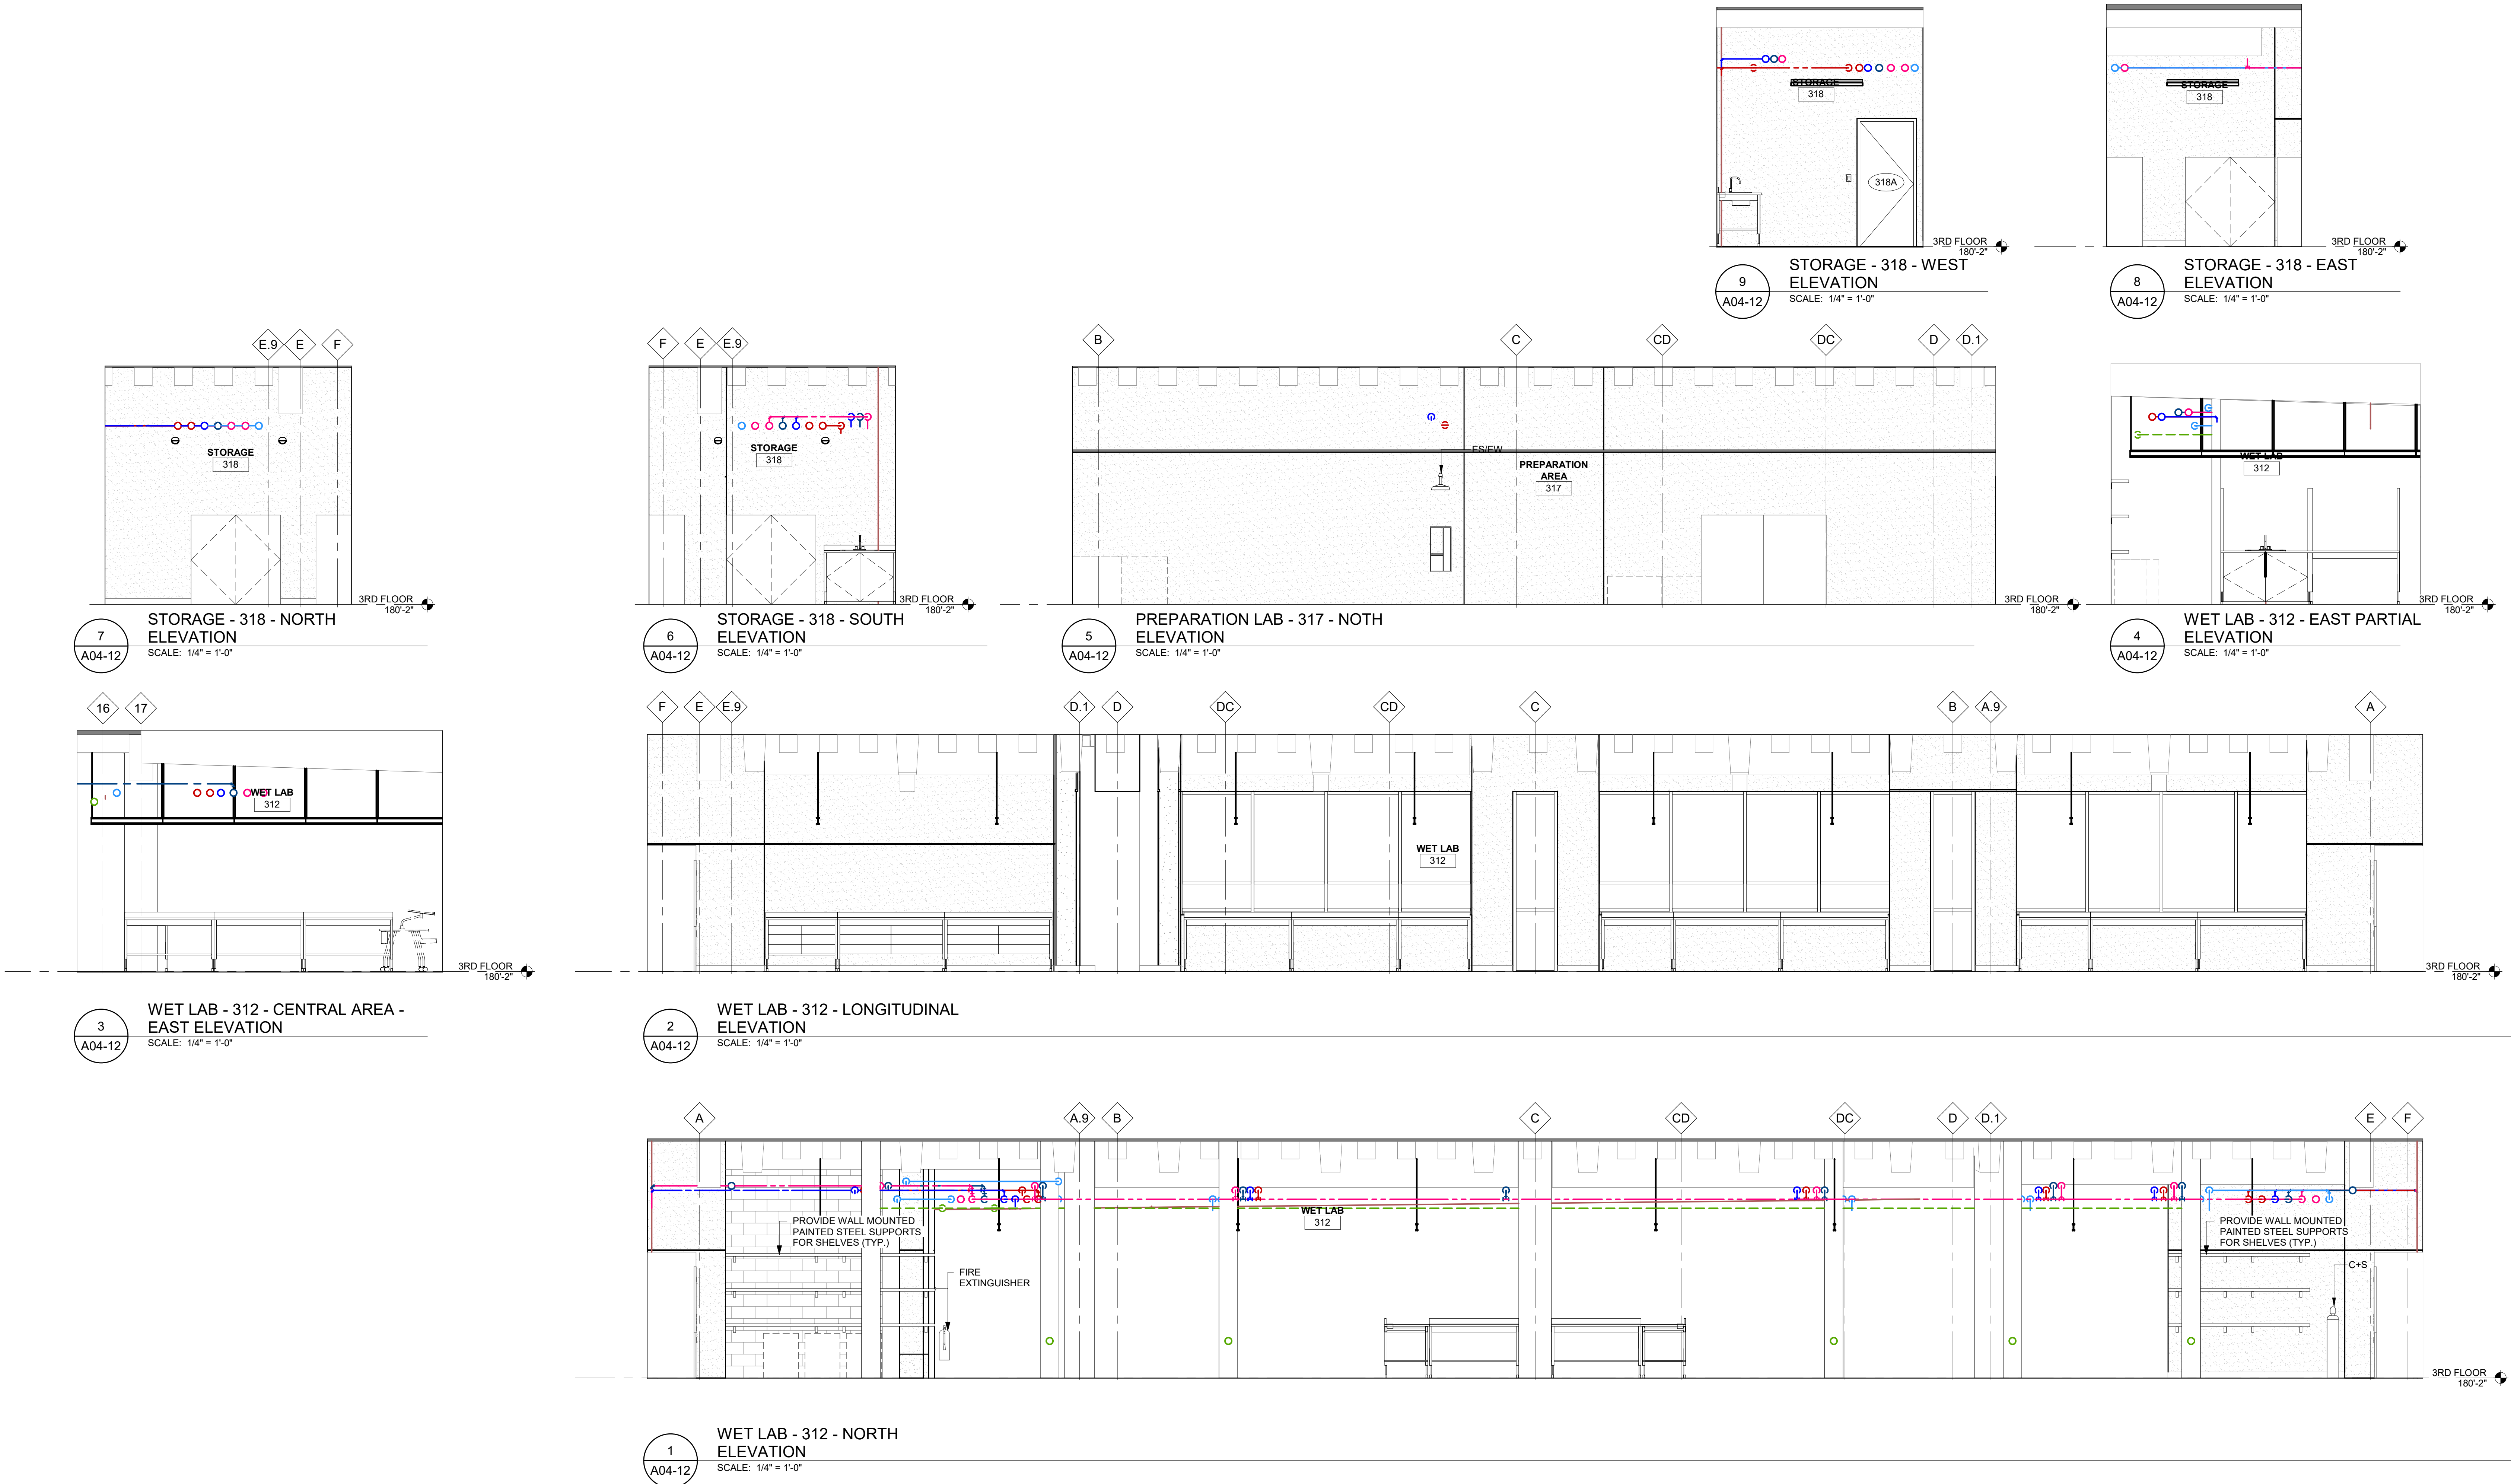 STORAGE
318
318A
3RD FLOOR
180'-2"
9
A04-12
STORAGE - 318 - WEST
ELEVATION
SCALE: 1/4" = 1'-0"
STORAGE
318
3RD FLOOR
180'-2"
8
A04-12
STORAGE - 318 - EAST
ELEVATION
SCALE: 1/4" = 1'-0"
E.9
E
F
STORAGE
318
3RD FLOOR
180'-2"
7
A04-12
STORAGE - 318 - NORTH
ELEVATION
SCALE: 1/4" = 1'-0"
F
E
E.9
STORAGE
318
3RD FLOOR
180'-2"
6
A04-12
STORAGE - 318 - SOUTH
ELEVATION
SCALE: 1/4" = 1'-0"
B
C
CD
DC
D
D.1
ES/EW
PREPARATION
AREA
317
3RD FLOOR
180'-2"
5
A04-12
PREPARATION LAB - 317 - NOTH
ELEVATION
SCALE: 1/4" = 1'-0"
WET LAB
312
3RD FLOOR
180'-2"
4
A04-12
WET LAB - 312 - EAST PARTIAL
ELEVATION
SCALE: 1/4" = 1'-0"
16
17
WET LAB
312
3RD FLOOR
180'-2"
3
A04-12
WET LAB - 312 - CENTRAL AREA -
EAST ELEVATION
SCALE: 1/4" = 1'-0"
F
E
E.9
D.1
D
DC
CD
C
B
A.9
A
WET LAB
312
3RD FLOOR
180'-2"
2
A04-12
WET LAB - 312 - LONGITUDINAL
ELEVATION
SCALE: 1/4" = 1'-0"
A
A.9
B
C
CD
DC
D
D.1
E
F
PROVIDE WALL MOUNTED
PAINTED STEEL SUPPORTS
FOR SHELVES (TYP.)
FIRE
EXTINGUISHER
WET LAB
312
PROVIDE WALL MOUNTED
PAINTED STEEL SUPPORTS
FOR SHELVES (TYP.)
C+S
3RD FLOOR
180'-2"
1
A04-12
WET LAB - 312 - NORTH
ELEVATION
SCALE: 1/4" = 1'-0"